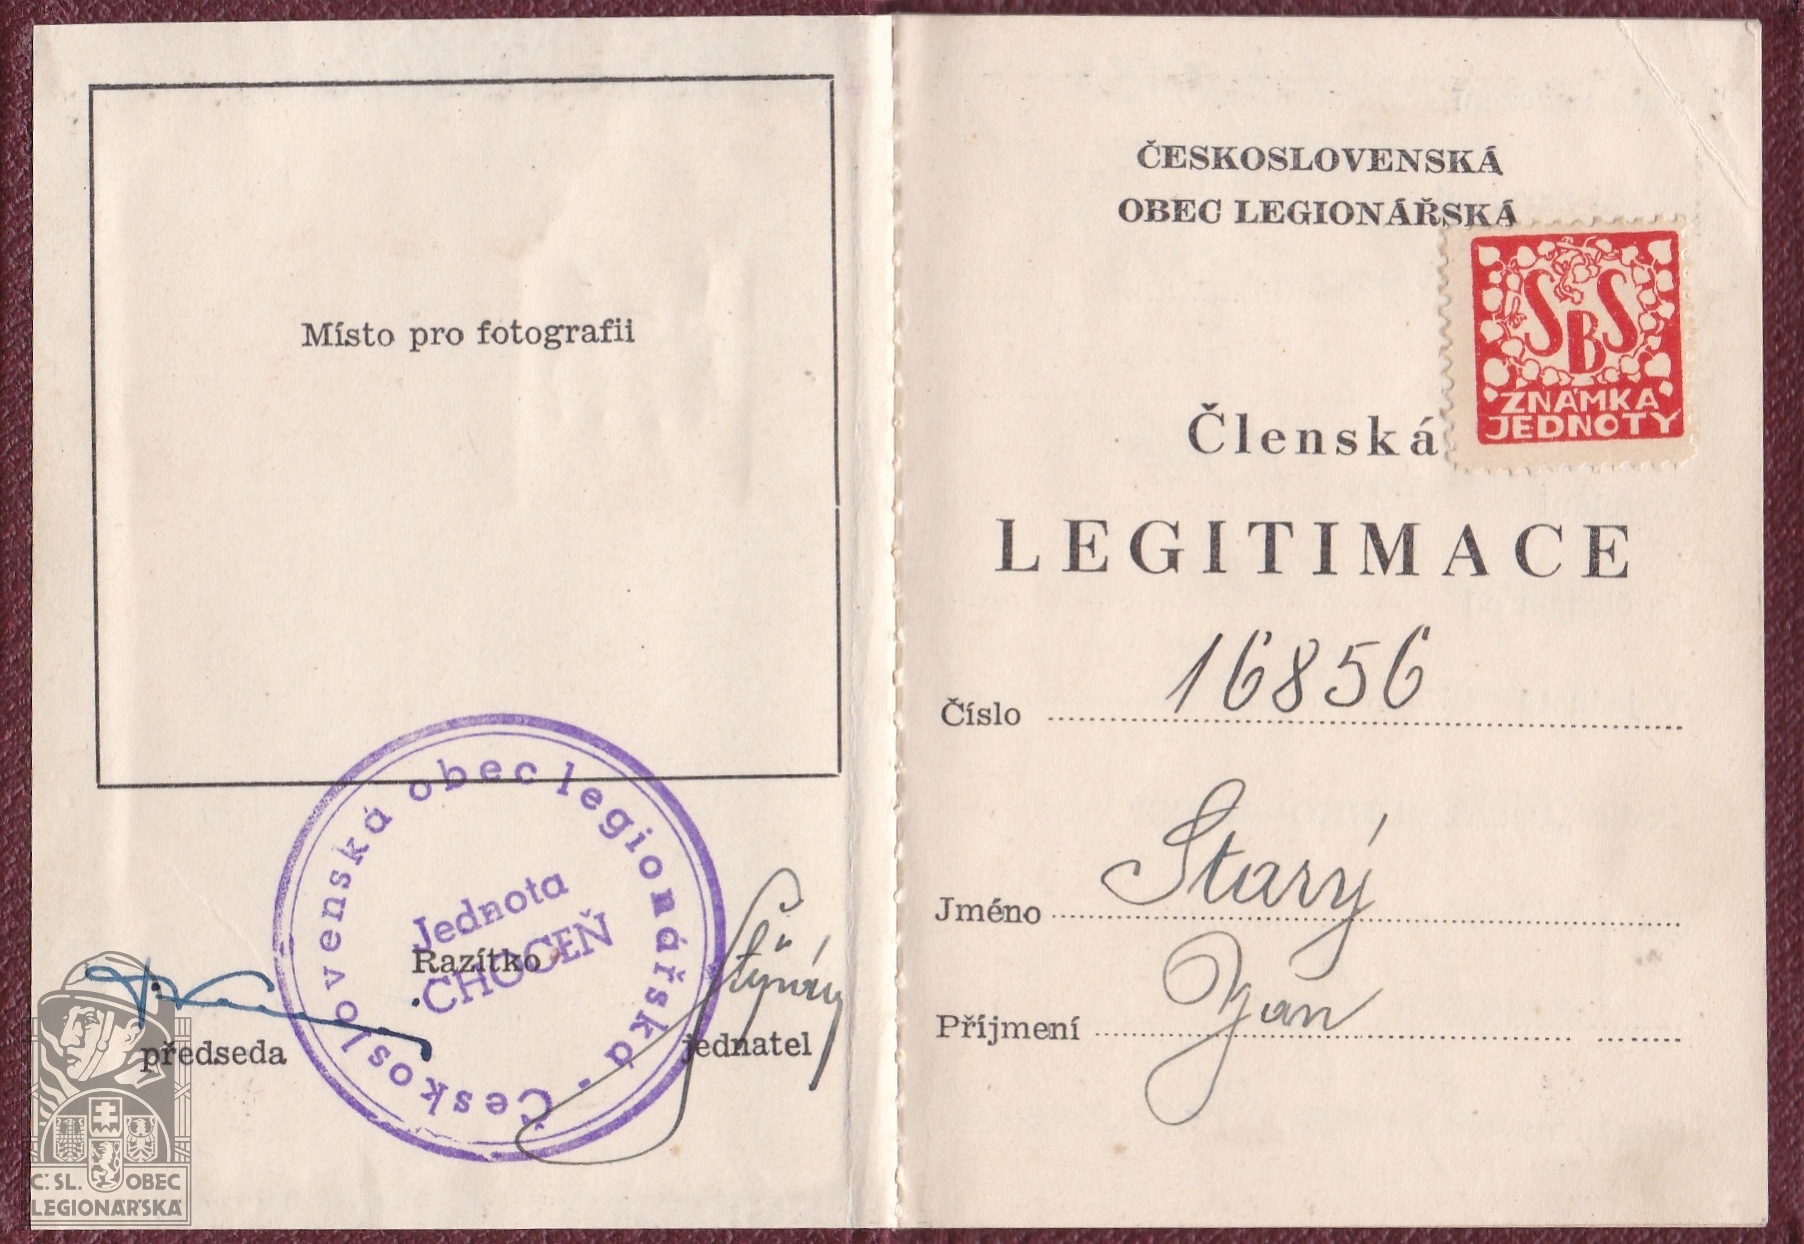 Místo pro fotografii
Československá obec legionářská -
Jednota
CHOCEŇ
Razítko
předseda
jednatel
Č. SL. OBEC
LEGIONÁŘSKÁ
ČESKOSLOVENSKÁ
OBEC LEGIONÁŘSKÁ
SBS
ZNÁMKA
JEDNOTY
Členská
LEGITIMACE
Číslo 16856
Jméno Starý
Příjmení Jan